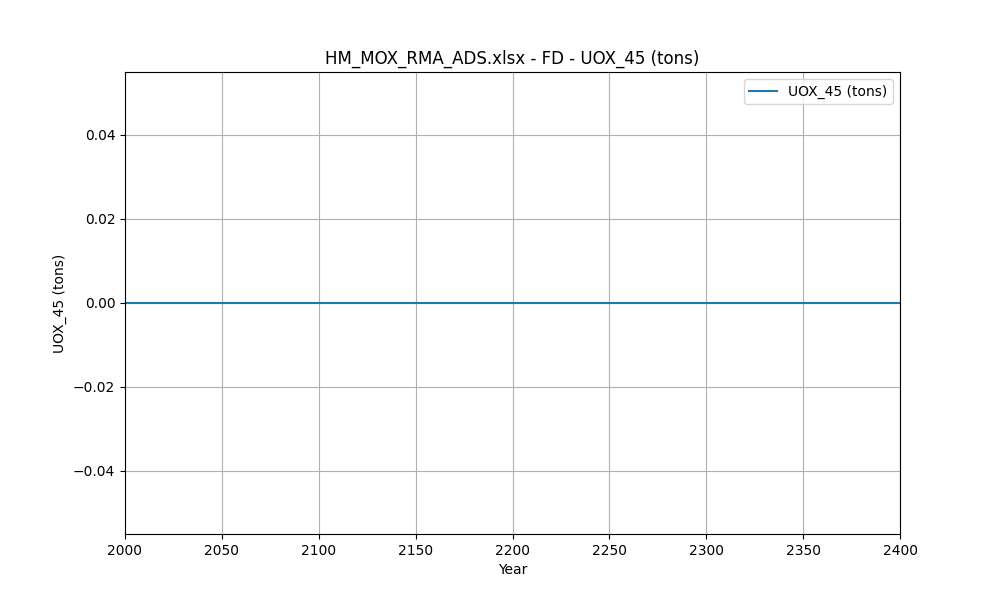 HM_MOX_RMA_ADS.xlsx - FD - UOX_45 (tons)
UOX_45 (tons)
0.04
0.02
0.00
−0.02
−0.04
UOX_45 (tons)
2000 2050 2100 2150 2200 2250 2300 2350 2400
Year